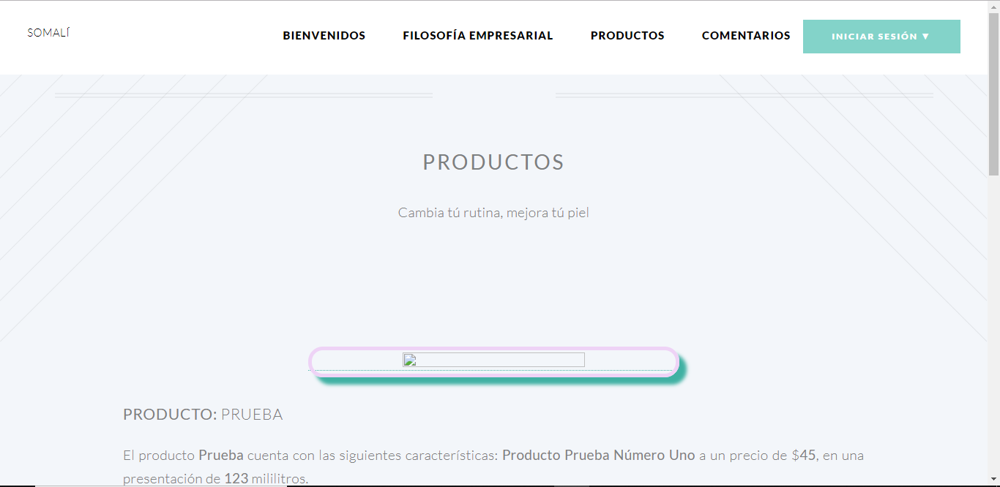 SOMALÍ
BIENVENIDOS
FILOSOFÍA EMPRESARIAL
PRODUCTOS
COMENTARIOS
INICIAR SESIÓN ▼
PRODUCTOS
Cambia tú rutina, mejora tú piel
PRODUCTO: PRUEBA
El producto Prueba cuenta con las siguientes características: Producto Prueba Número Uno a un precio de $45, en una
presentación de 123 mililitros.